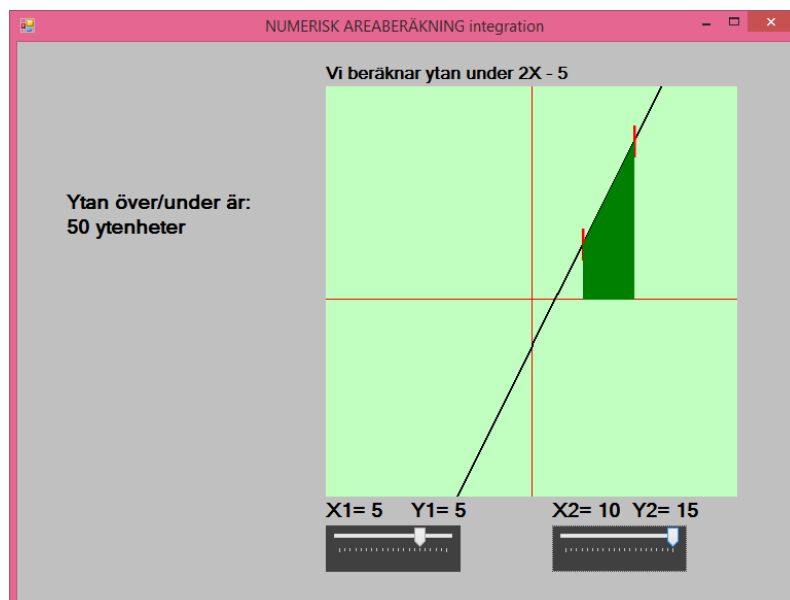 NUMERISK AREABERÄKNING integration
Vi beräknar ytan under 2X - 5
Ytan över/under är:
50 ytenheter
X1= 5 Y1= 5 X2= 10 Y2= 15